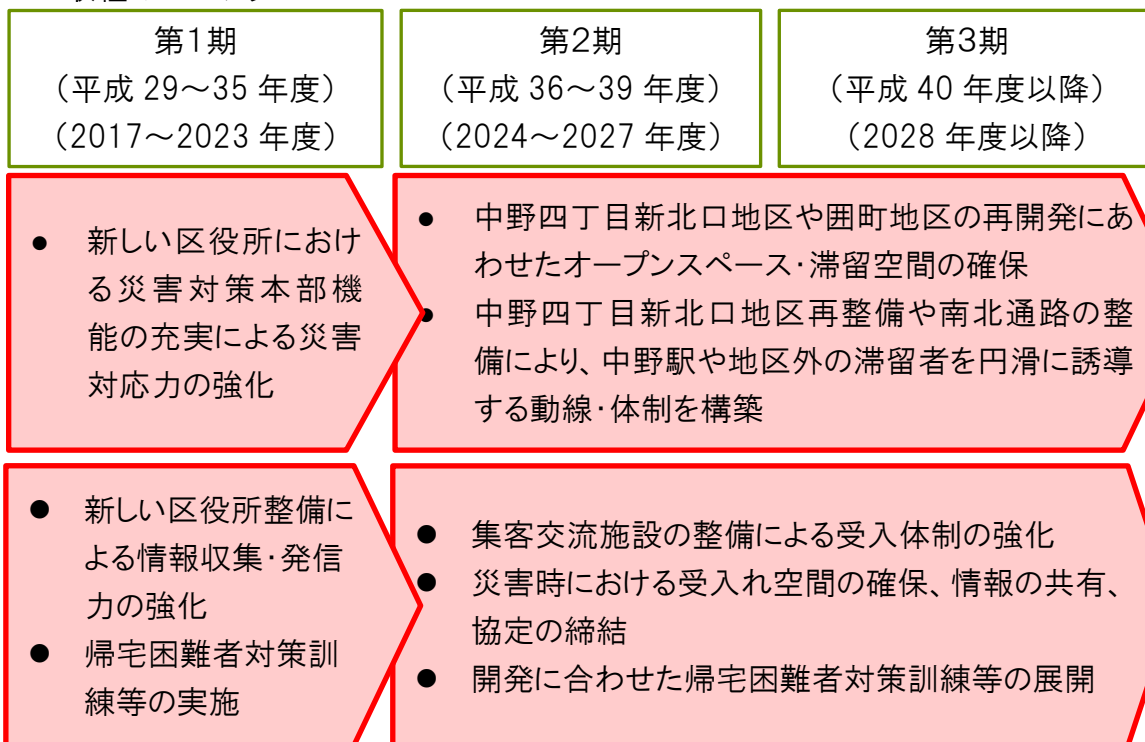 第1期
（平成 29～35 年度）
（2017～2023 年度）
第2期
（平成 36～39 年度）
（2024～2027 年度）
第3期
（平成 40 年度以降）
（2028 年度以降）
● 新しい区役所におけ
る災害対策本部機
能の充実による災害
対応力の強化
● 中野四丁目新北口地区や囲町地区の再開発にあ
わせたオープンスペース・滞留空間の確保
● 中野四丁目新北口地区再整備や南北通路の整
備により、中野駅や地区外の滞留者を円滑に誘導
する動線・体制を構築
● 新しい区役所整備に
よる情報収集・発信
力の強化
● 帰宅困難者対策訓
練等の実施
● 集客交流施設の整備による受入体制の強化
● 災害時における受入れ空間の確保、情報の共有、
協定の締結
● 開発に合わせた帰宅困難者対策訓練等の展開